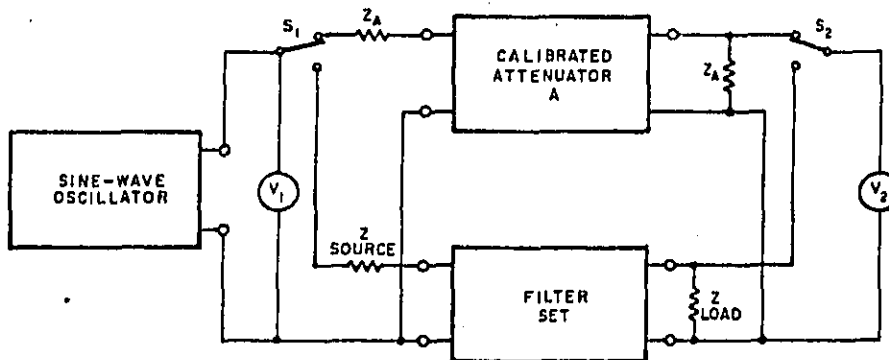 S1
ZA
CALIBRATED
ATTENUATOR
A
ZA
S2
SINE-WAVE
OSCILLATOR
V1
V2
Z
SOURCE
FILTER
SET
Z
LOAD